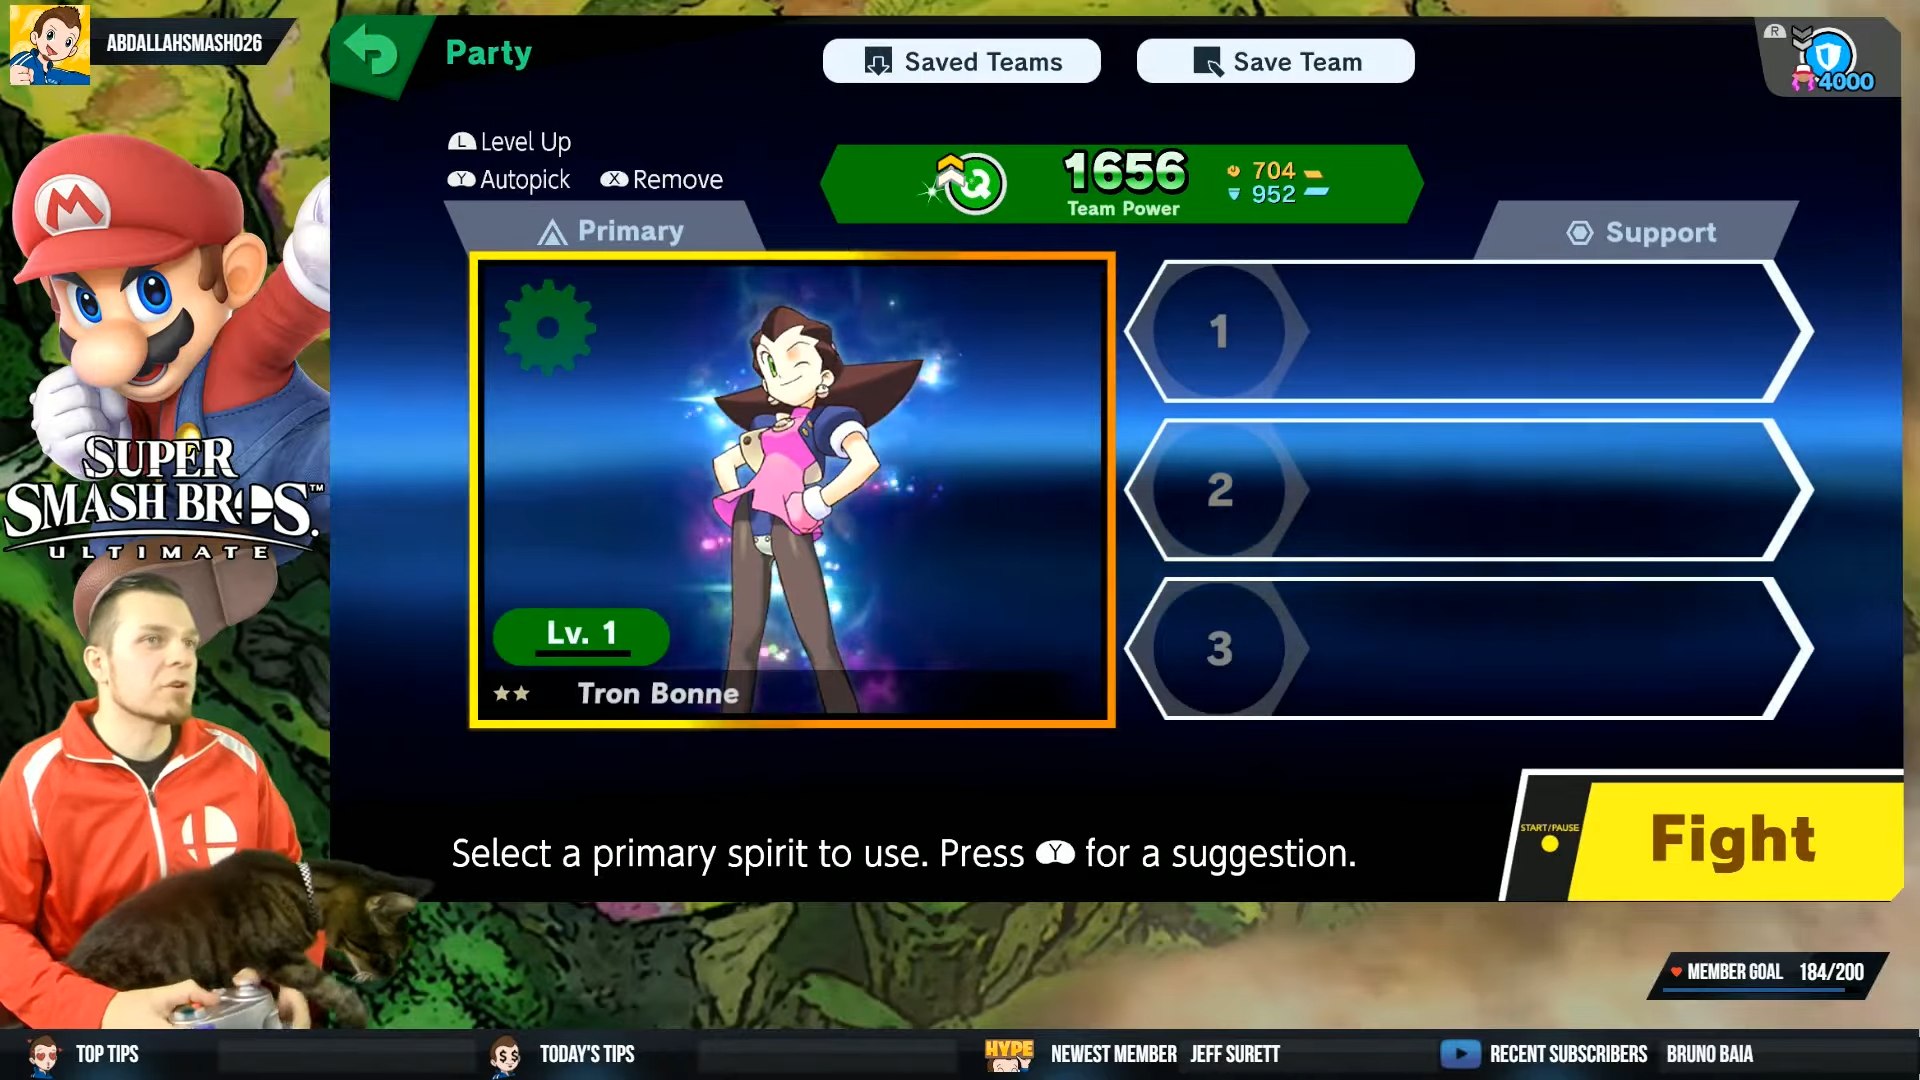 ABDALLAHSMASH026
Party
Saved Teams
Save Team
R
4000
L Level Up
Y Autopick X Remove
1656
Team Power
704
952
Primary
Support
1
2
3
Lv. 1
★★ Tron Bonne
M
SUPER
SMASH BROS.™
ULTIMATE
Select a primary spirit to use. Press Y for a suggestion.
START/PAUSE
Fight
MEMBER GOAL 184/200
TOP TIPS
TODAY'S TIPS
HYPE
NEWEST MEMBER JEFF SURETT
RECENT SUBSCRIBERS BRUNO BAIA